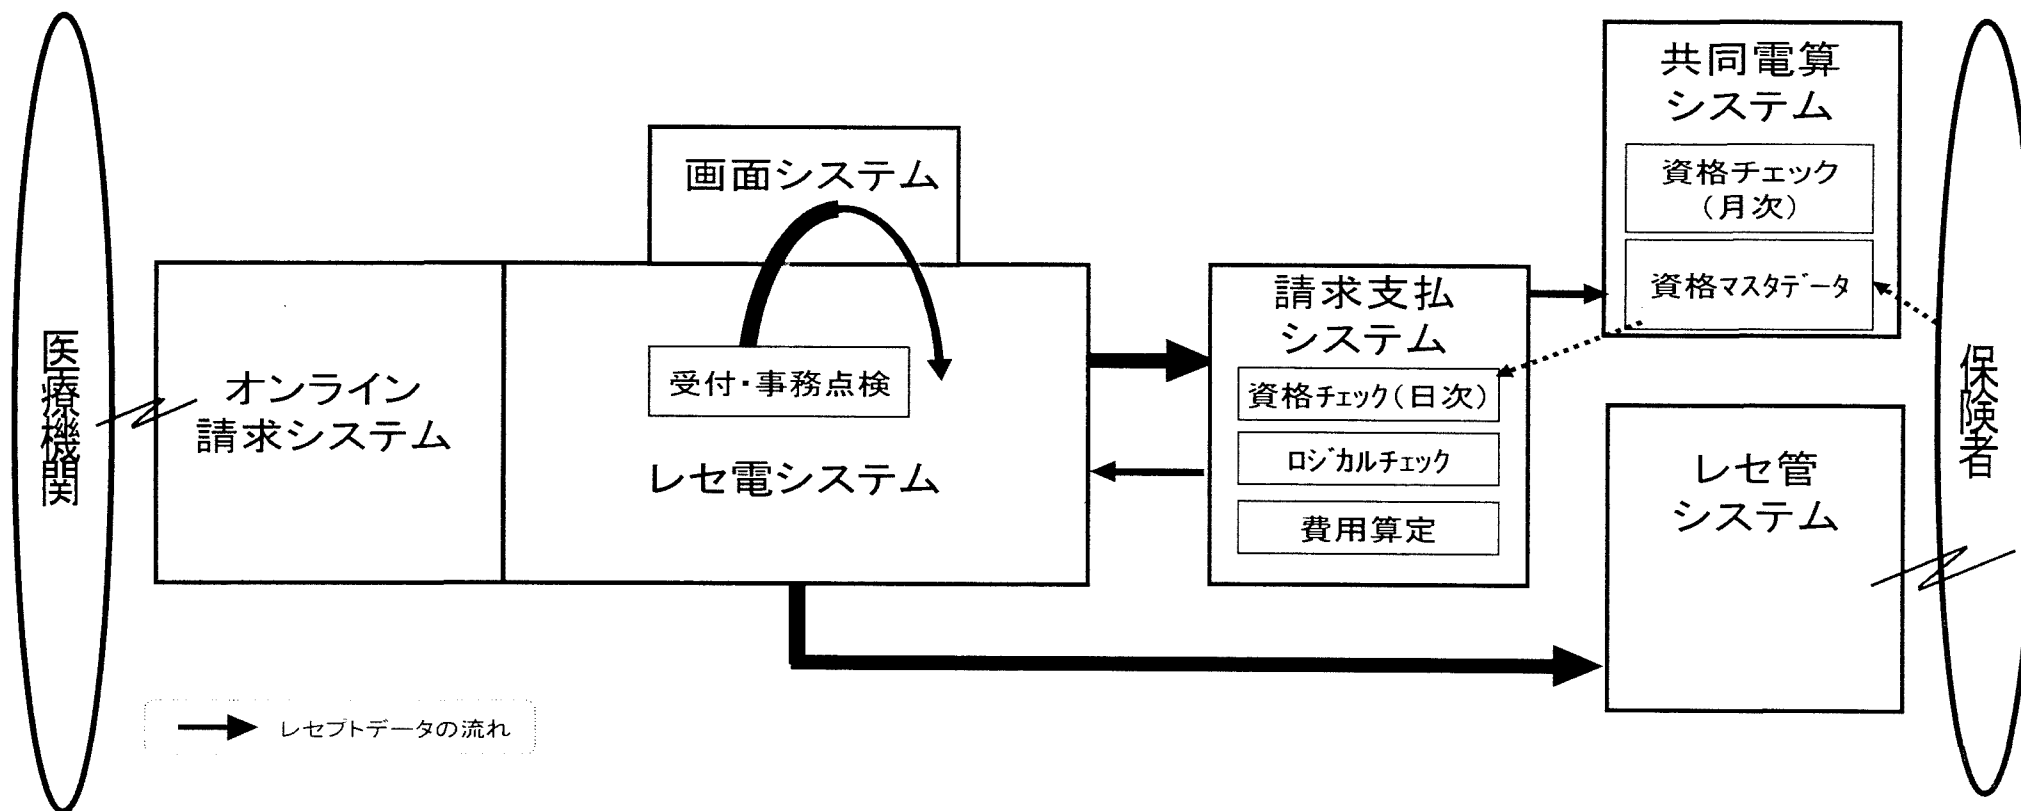 医療機関
オンライン
請求システム
画面システム
受付・事務点検
レセ電システム
請求支払
システム
資格チェック(日次)
ロジカルチェック
費用算定
共同電算
システム
資格チェック
(月次)
資格マスタデータ
レセ管
システム
保険者
レセプトデータの流れ